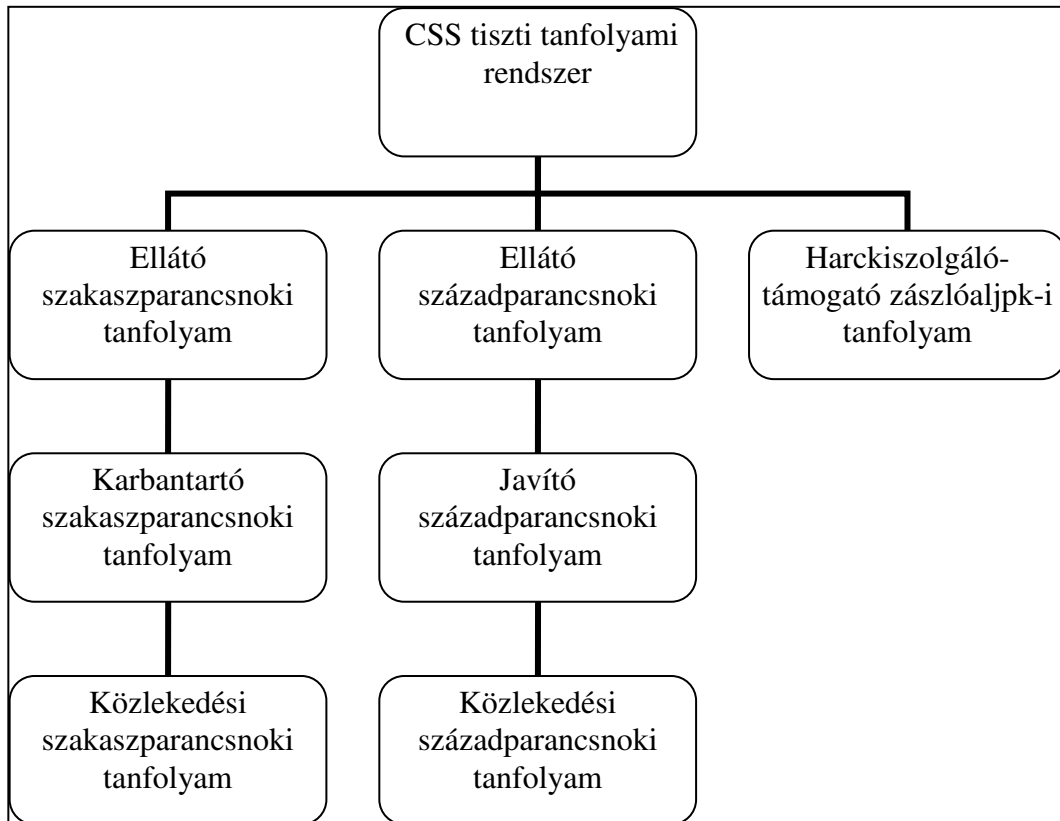 CSS tiszti tanfolyami
rendszer
Ellátó
szakaszparancsnoki
tanfolyam
Ellátó
századparancsnoki
tanfolyam
Harckiszolgáló-
támogató zászlóaljpk-i
tanfolyam
Karbantartó
szakaszparancsnoki
tanfolyam
Javító
századparancsnoki
tanfolyam
Közlekedési
szakaszparancsnoki
tanfolyam
Közlekedési
századparancsnoki
tanfolyam